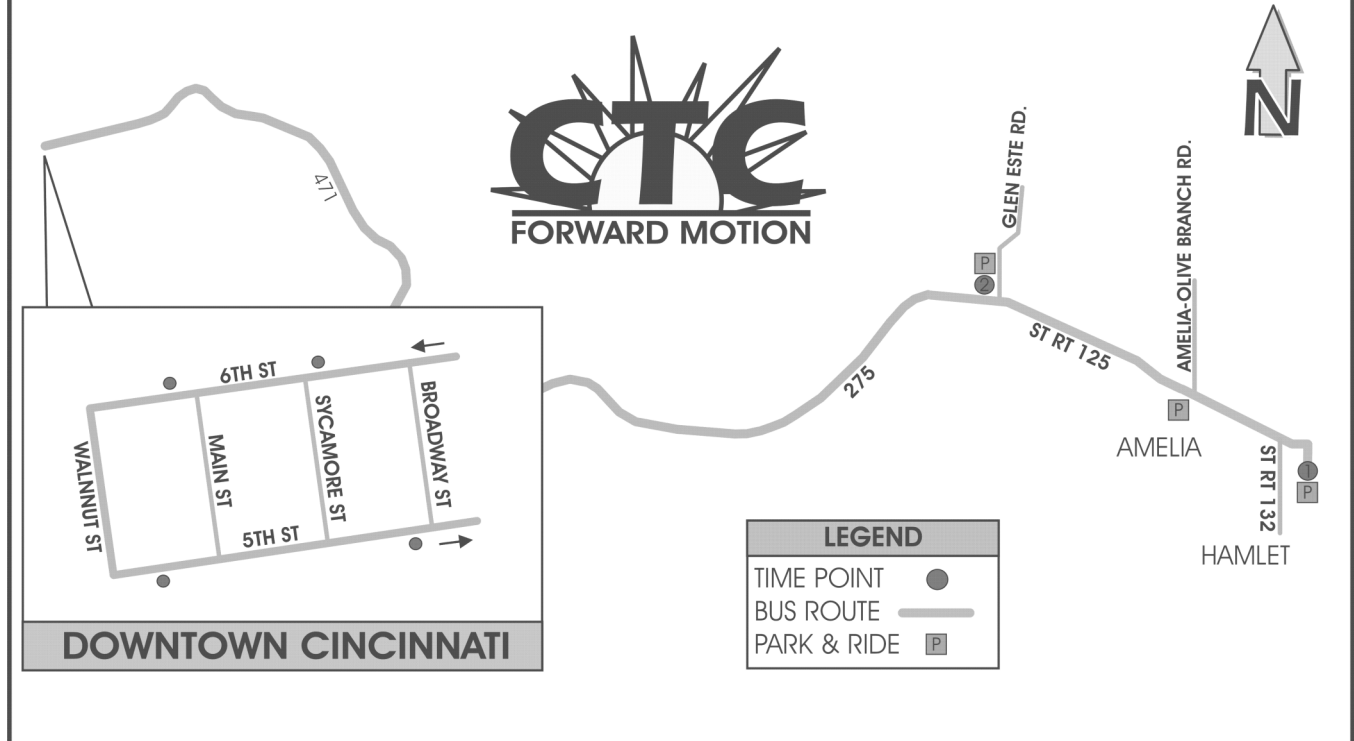 471
CTC
FORWARD MOTION
N
GLEN ESTE RD.
AMELIA-OLIVE BRANCH RD.
P
2
ST RT 125
275
P
AMELIA
ST RT 132
1
P
HAMLET
6TH ST
WALNNUT ST
MAIN ST
SYCAMORE ST
BROADWAY ST
5TH ST
DOWNTOWN CINCINNATI
LEGEND
TIME POINT
BUS ROUTE
PARK & RIDE P